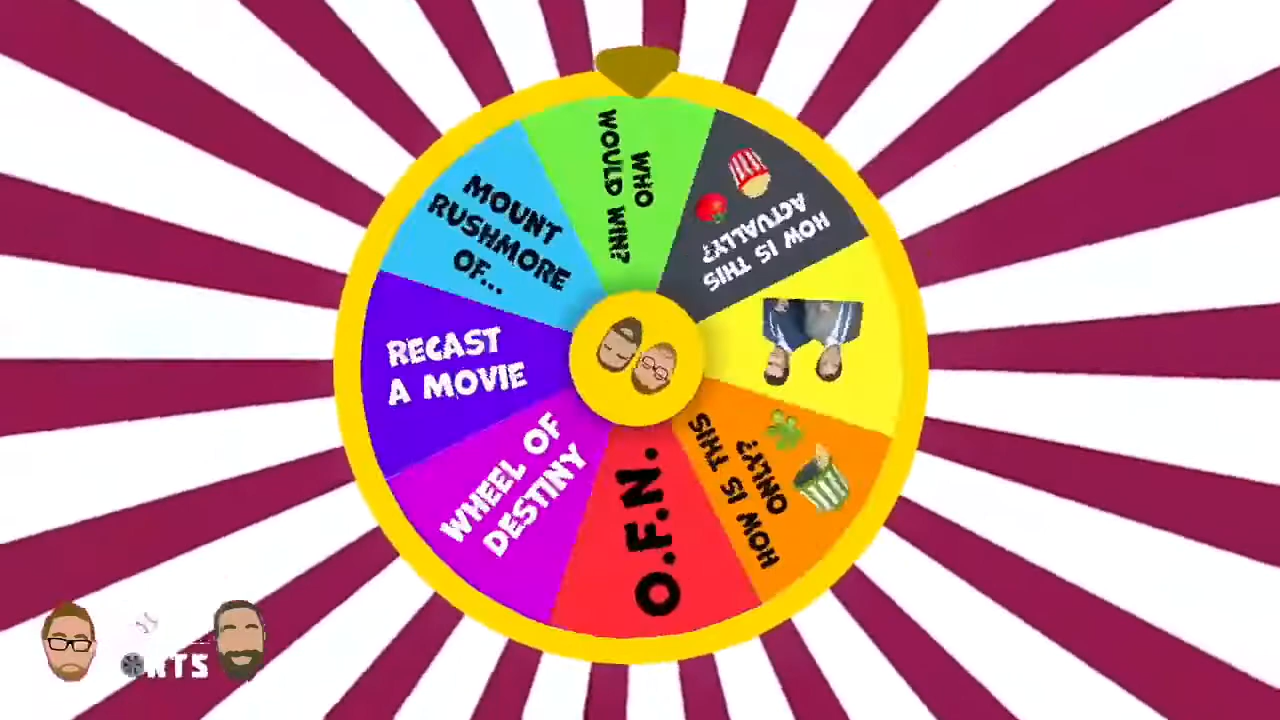 WHO
WOULD WIN?
HOW IS THIS
ACTUALLY?
HOW IS THIS
ONLY?
O.F.N.
WHEEL OF
DESTINY
RECAST
A MOVIE
MOUNT
RUSHMORE
OF...